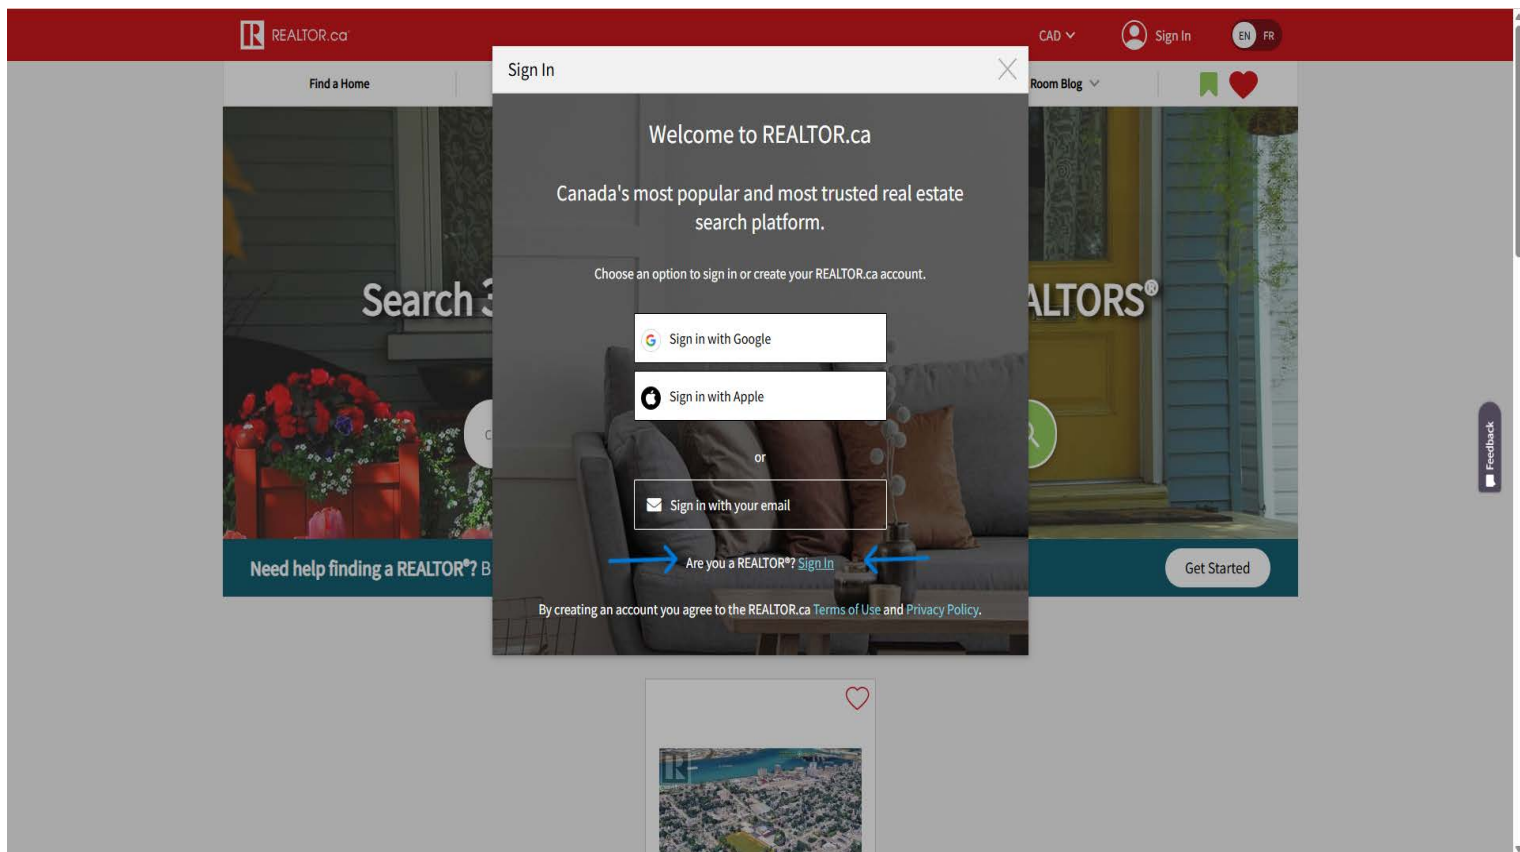 REALTOR.ca
CAD
Sign In
EN FR
Sign In
Find a Home
Room Blog
Welcome to REALTOR.ca
Canada's most popular and most trusted real estate
search platform.
Choose an option to sign in or create your REALTOR.ca account.
Search
ALTORS®
Sign in with Google
Sign in with Apple
or
Sign in with your email
Feedback
Are you a REALTOR®? Sign In
Need help finding a REALTOR®? B
Get Started
By creating an account you agree to the REALTOR.ca Terms of Use and Privacy Policy.